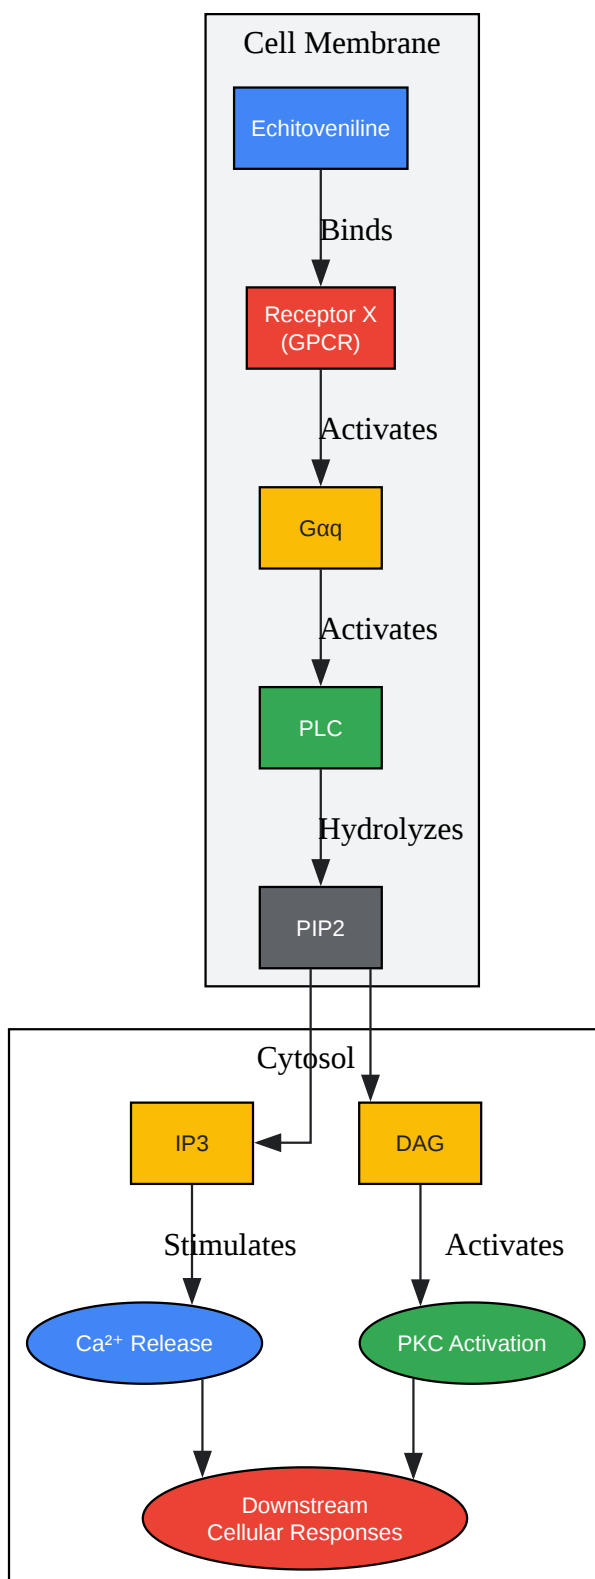 Cell Membrane
Echitoveniline
Binds
Receptor X
(GPCR)
Activates
Gαq
Activates
PLC
Hydrolyzes
PIP2
Cytosol
IP3
DAG
Stimulates
Activates
Ca²⁺ Release
PKC Activation
Downstream
Cellular Responses